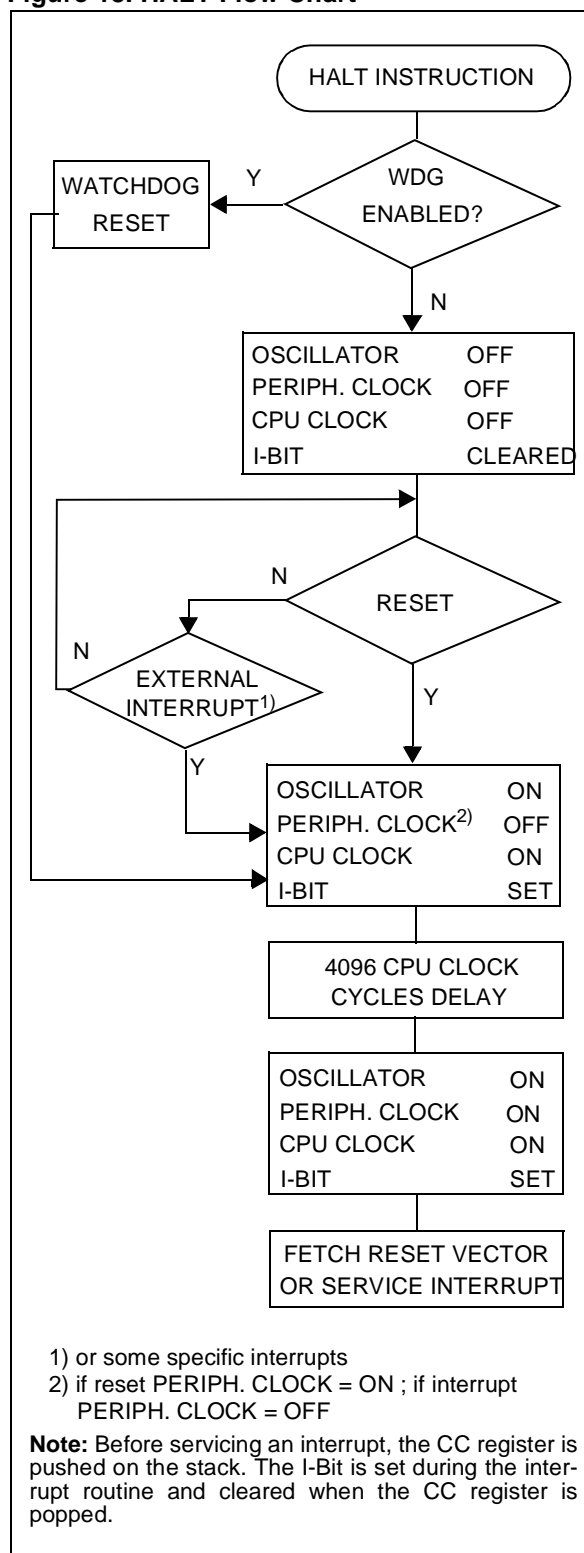 Figure 18. HALT Flow Chart
HALT INSTRUCTION
WDG
ENABLED?
Y
WATCHDOG
RESET
N
OSCILLATOR OFF
PERIPH. CLOCK OFF
CPU CLOCK OFF
I-BIT CLEARED
RESET
N
EXTERNAL
INTERRUPT1)
N
Y
Y
OSCILLATOR ON
PERIPH. CLOCK2) OFF
CPU CLOCK ON
I-BIT SET
4096 CPU CLOCK
CYCLES DELAY
OSCILLATOR ON
PERIPH. CLOCK ON
CPU CLOCK ON
I-BIT SET
FETCH RESET VECTOR
OR SERVICE INTERRUPT
1) or some specific interrupts
2) if reset PERIPH. CLOCK = ON ; if interrupt
PERIPH. CLOCK = OFF
Note: Before servicing an interrupt, the CC register is
pushed on the stack. The I-Bit is set during the inter-
rupt routine and cleared when the CC register is
popped.